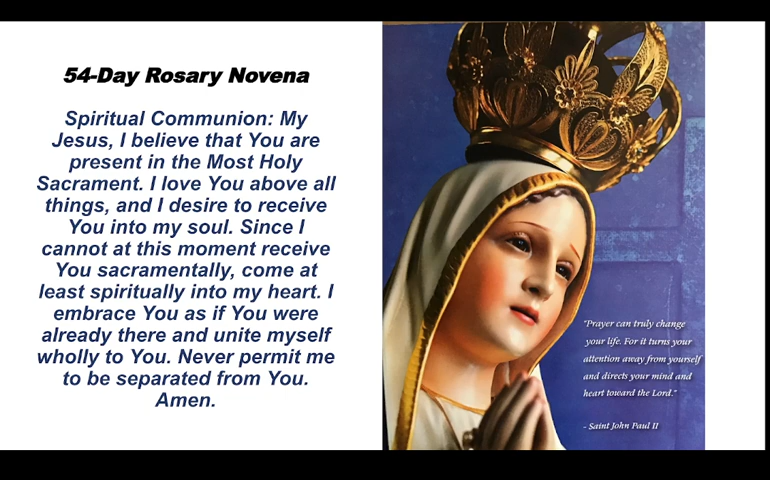 54-Day Rosary Novena
Spiritual Communion: My
Jesus, I believe that You are
present in the Most Holy
Sacrament. I love You above all
things, and I desire to receive
You into my soul. Since I
cannot at this moment receive
You sacramentally, come at
least spiritually into my heart. I
embrace You as if You were
already there and unite myself
wholly to You. Never permit me
to be separated from You.
Amen.
"Prayer can truly change
your life. For it turns your
attention away from yourself
and directs your mind and
heart toward the Lord."
- Saint John Paul II